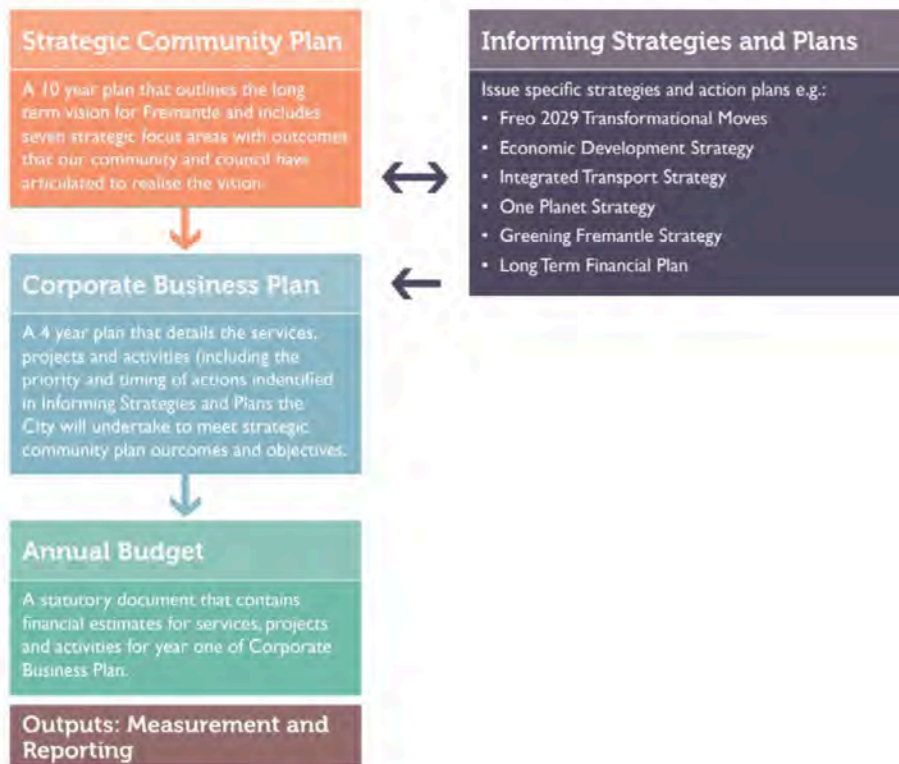 Strategic Community Plan
A 10 year plan that outlines the long
term vision for Fremantle and includes
seven strategic focus areas with outcomes
that our community and council have
articulated to realise the vision.
Informing Strategies and Plans
Issue specific strategies and action plans e.g.:
• Freo 2029 Transformational Moves
• Economic Development Strategy
• Integrated Transport Strategy
• One Planet Strategy
• Greening Fremantle Strategy
• Long Term Financial Plan
Corporate Business Plan
A 4 year plan that details the services,
projects and activities (including the
priority and timing of actions indentified
in Informing Strategies and Plans the
City will undertake to meet strategic
community plan ourcomes and objectives.
Annual Budget
A statutory document that contains
financial estimates for services, projects
and activities for year one of Corporate
Business Plan.
Outputs: Measurement and
Reporting